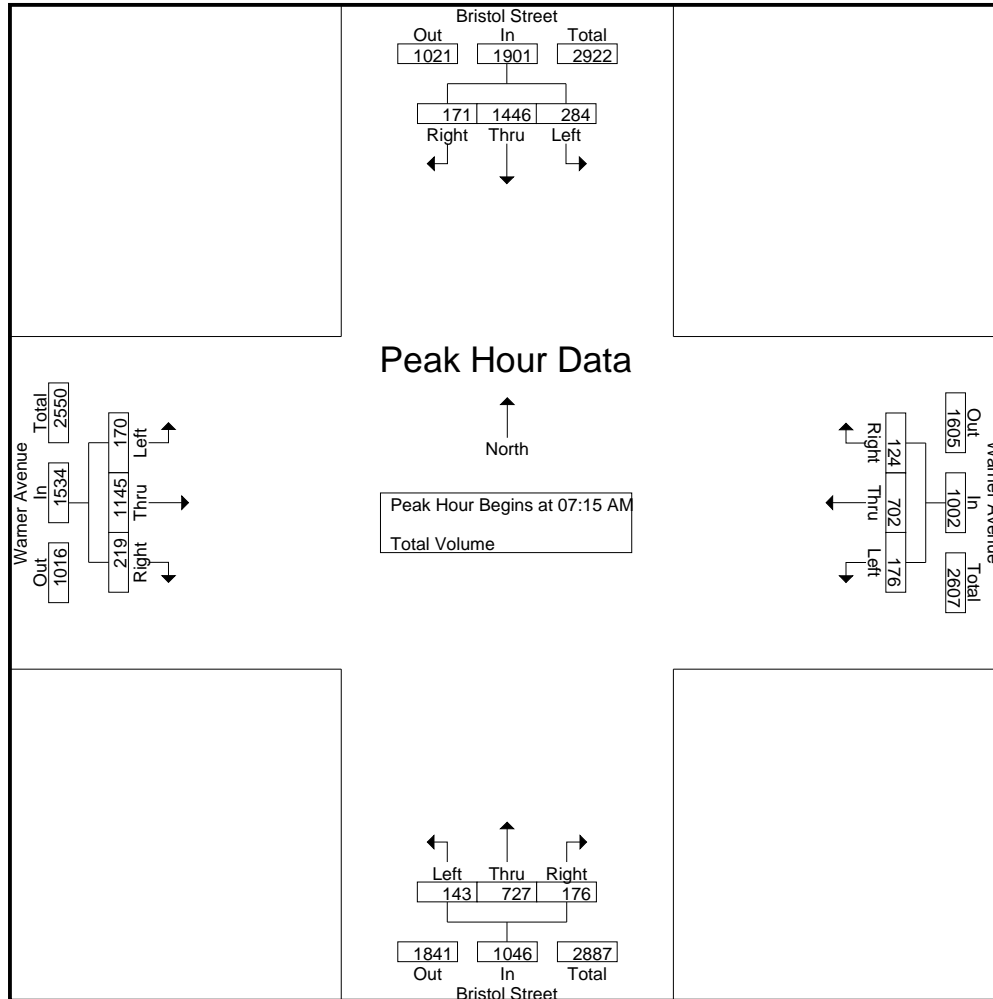 Bristol Street
Out In Total
1021 1901 2922
171 1446 284
Right Thru Left
Peak Hour Data
North
Peak Hour Begins at 07:15 AM
Total Volume
Warner Avenue
Total In Out
2550 1534 1016
170 1145 219
Left Thru Right
Warner Avenue
Out In Total
1605 1002 2607
124 702 176
Right Thru Left
Left Thru Right
143 727 176
1841 1046 2887
Out In Total
Bristol Street